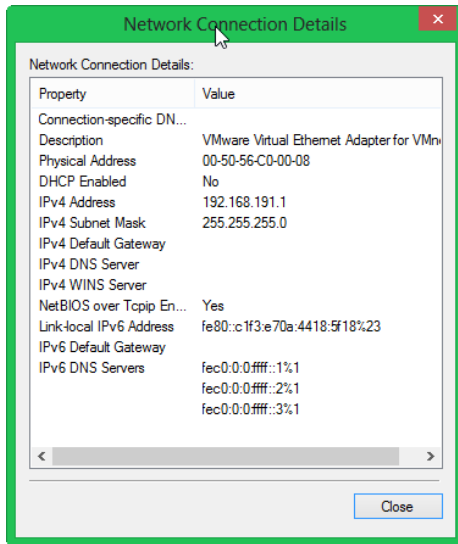 Network Connection Details
Network Connection Details:
Property Value
Connection-specific DN...
Description VMware Virtual Ethernet Adapter for VMn
Physical Address 00-50-56-C0-00-08
DHCP Enabled No
IPv4 Address 192.168.191.1
IPv4 Subnet Mask 255.255.255.0
IPv4 Default Gateway
IPv4 DNS Server
IPv4 WINS Server
NetBIOS over Tcpip En... Yes
Link-local IPv6 Address fe80::c1f3:e70a:4418:5f18%23
IPv6 Default Gateway
IPv6 DNS Servers fec0:0:0:ffff::1%1
fec0:0:0:ffff::2%1
fec0:0:0:ffff::3%1
Close